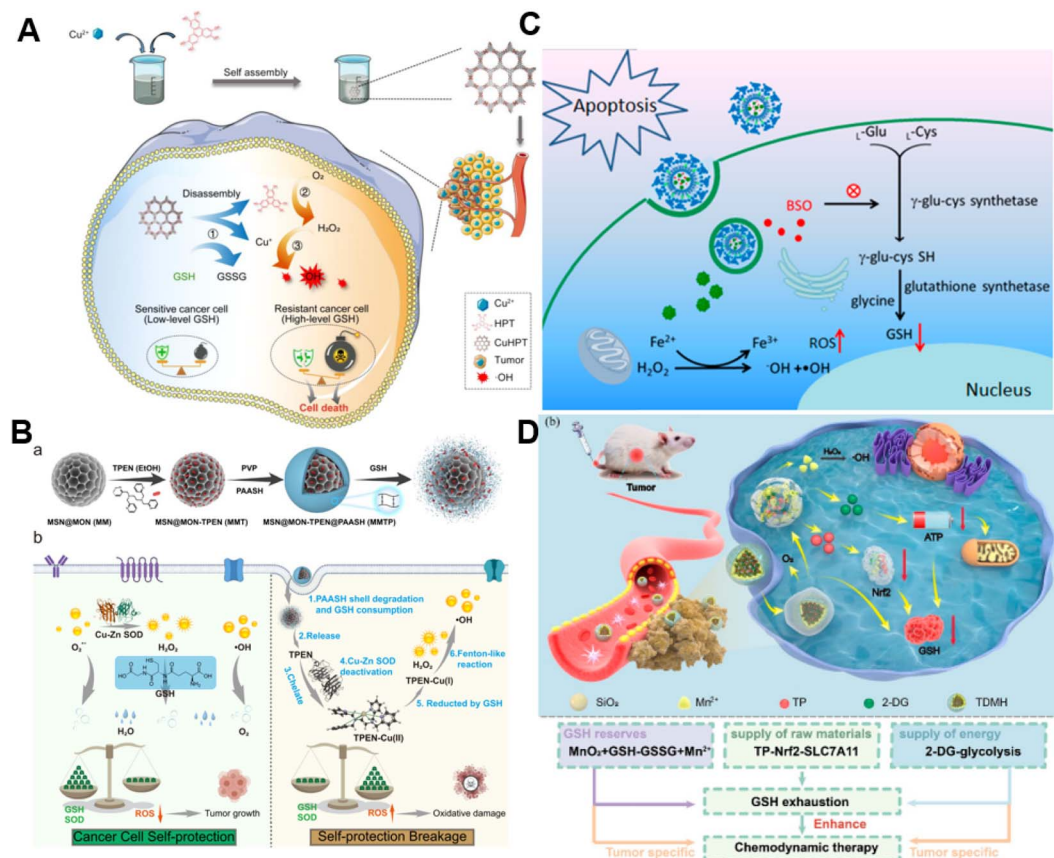 A
Cu²⁺
Self assembly
O₂
Disassembly
②
①
H₂O₂
Cu⁺
③
GSH
GSSG
·OH
Sensitive cancer cell
(Low-level GSH)
Resistant cancer cell
(High-level GSH)
Cell death
Cu²⁺
HPT
CuHPT
Tumor
·OH
B
a
TPEN (EtOH)
PVP
PAASH
GSH
MSN@MON (MM)
MSN@MON-TPEN (MMT)
MSN@MON-TPEN@PAASH (MMTP)
b
Cu-Zn SOD
O₂·⁻
H₂O₂
•OH
GSH
H₂O
O₂
GSH
SOD
ROS
Tumor growth
Cancer Cell Self-protection
1.PAASH shell degradation
and GSH consumption
2.Release
TPEN
3.Chelate
4.Cu-Zn SOD
deactivation
TPEN-Cu(II)
5. Reducted by GSH
TPEN-Cu(I)
H₂O₂
6.Fenton-like
reaction
•OH
GSH
SOD
ROS
Oxidative damage
Self-protection Breakage
C
Apoptosis
L-Glu
L-Cys
BSO
γ-glu-cys synthetase
γ-glu-cys SH
glycine
glutathione synthetase
GSH
Fe²⁺
Fe³⁺
ROS
H₂O₂
⁻OH +•OH
Nucleus
D
(b)
Tumor
H₂O₂
·OH
ATP
O₂
Nrf2
GSH
SiO₂
Mn²⁺
TP
2-DG
TDMH
GSH reserves
MnO₂+GSH-GSSG+Mn²⁺
supply of raw materials
TP-Nrf2-SLC7A11
supply of energy
2-DG-glycolysis
GSH exhaustion
Enhance
Tumor specific
Chemodynamic therapy
Tumor specific